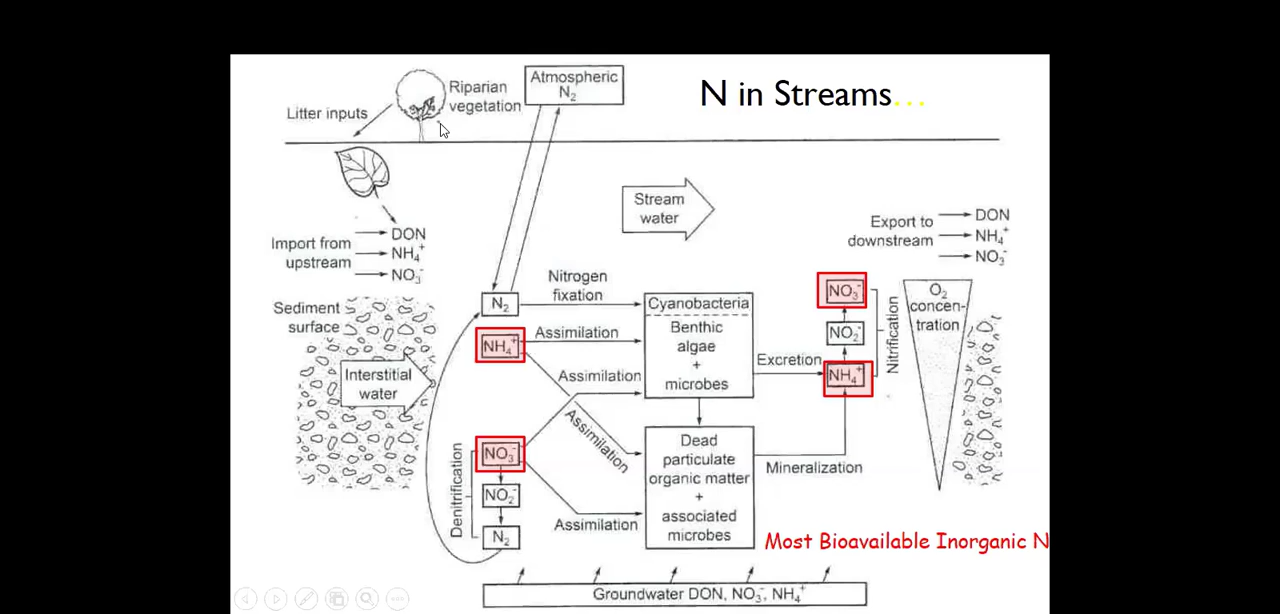 N in Streams...
Riparian
vegetation
Atmospheric
N₂
Litter inputs
Stream
water
Import from
upstream
DON
NH₄⁺
NO₃⁻
Export to
downstream
DON
NH₄⁺
NO₃⁻
Sediment
surface
Interstitial
water
N₂
Nitrogen
fixation
NH₄⁺
Assimilation
Assimilation
Assimilation
NO₃⁻
Assimilation
Denitrification
NO₂⁻
N₂
Cyanobacteria
Benthic
algae
+
microbes
Excretion
Dead
particulate
organic matter
+
associated
microbes
Mineralization
NO₃⁻
NO₂⁻
NH₄⁺
Nitrification
O₂
concen-
tration
Most Bioavailable Inorganic N
Groundwater DON, NO₃⁻, NH₄⁺